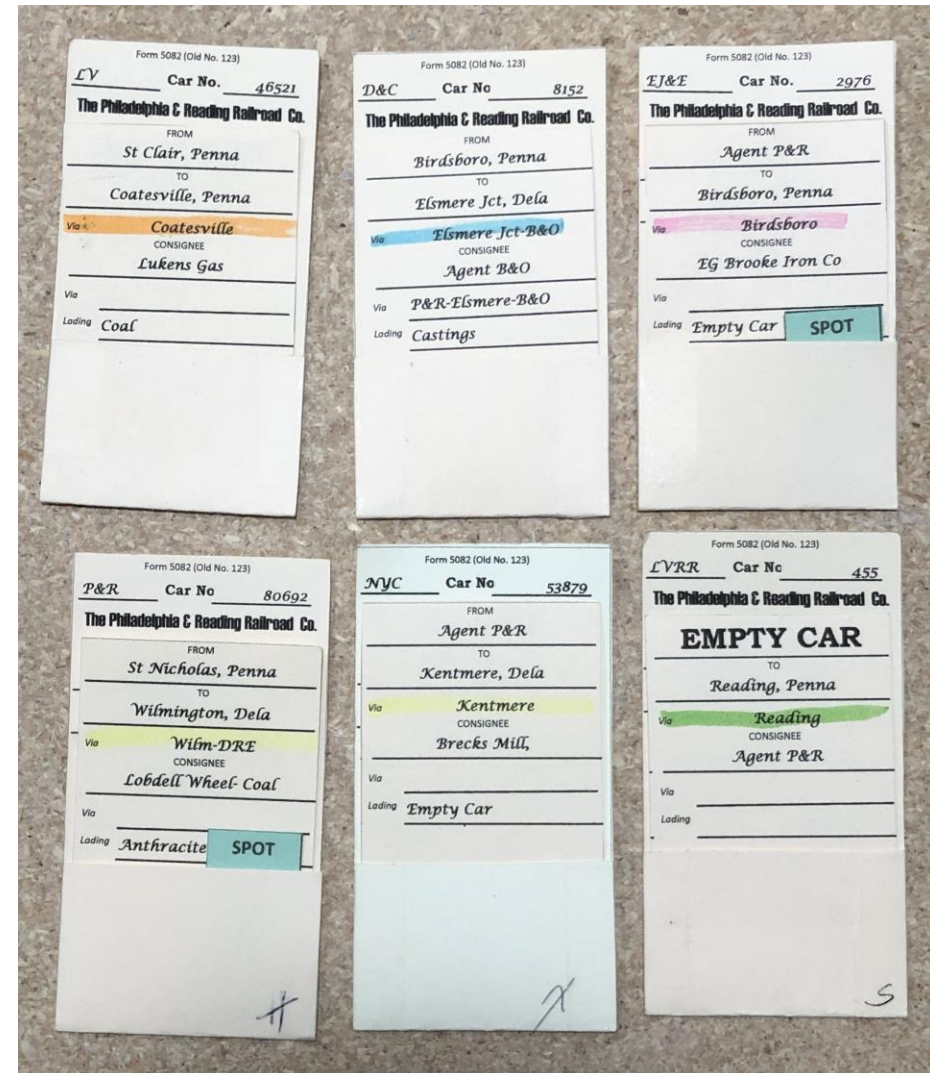 Form 5082 (Old No. 123)
LV Car No. 46521
The Philadelphia & Reading Railroad Co.
FROM
St Clair, Penna
TO
Coatesville, Penna
Via Coatesville
CONSIGNEE
Lukens Gas
Via
Lading Coal
Form 5082 (Old No. 123)
D&C Car No 8152
The Philadelphia & Reading Railroad Co.
FROM
Birdsboro, Penna
TO
Elsmere Jct, Dela
Via Elsmere Jct-B&O
CONSIGNEE
Agent B&O
Via P&R-Elsmere-B&O
Lading Castings
Form 5082 (Old No. 123)
EJ&E Car No. 2976
The Philadelphia & Reading Railroad Co.
FROM
Agent P&R
TO
Birdsboro, Penna
Via Birdsboro
CONSIGNEE
EG Brooke Iron Co
Via
Lading Empty Car SPOT
Form 5082 (Old No. 123)
P&R Car No 80692
The Philadelphia & Reading Railroad Co.
FROM
St Nicholas, Penna
TO
Wilmington, Dela
Via Wilm-DRE
CONSIGNEE
Lobdell Wheel- Coal
Via
Lading Anthracite SPOT
H
Form 5082 (Old No. 123)
NYC Car No 53879
FROM
Agent P&R
TO
Kentmere, Dela
Via Kentmere
CONSIGNEE
Brecks Mill,
Via
Lading Empty Car
X
Form 5082 (Old No. 123)
LVRR Car No 455
The Philadelphia & Reading Railroad Co.
EMPTY CAR
TO
Reading, Penna
Via Reading
CONSIGNEE
Agent P&R
Via
Lading
S